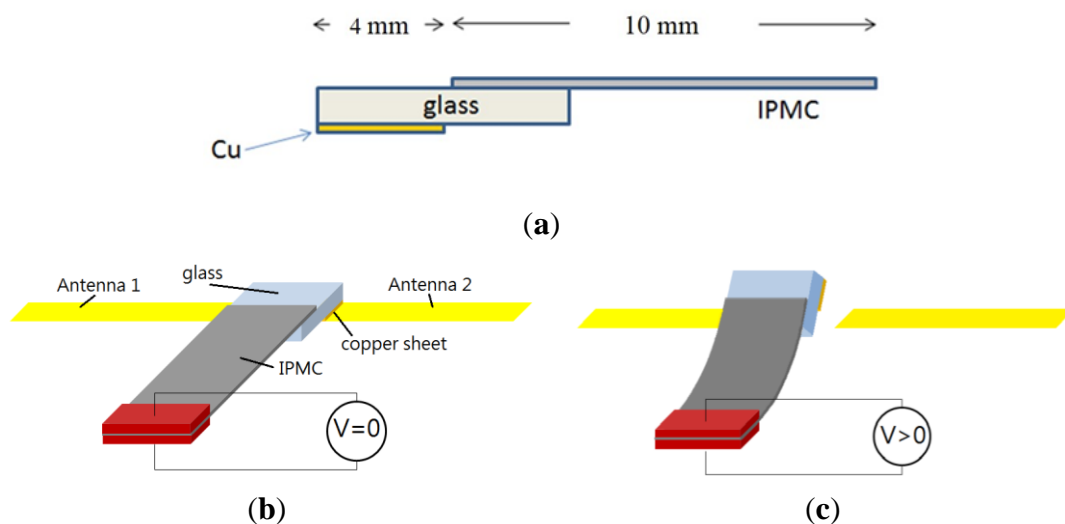 4 mm 10 mm
glass
IPMC
Cu
(a)
glass
Antenna 1
Antenna 2
copper sheet
IPMC
V=0
V>0
(b)
(c)